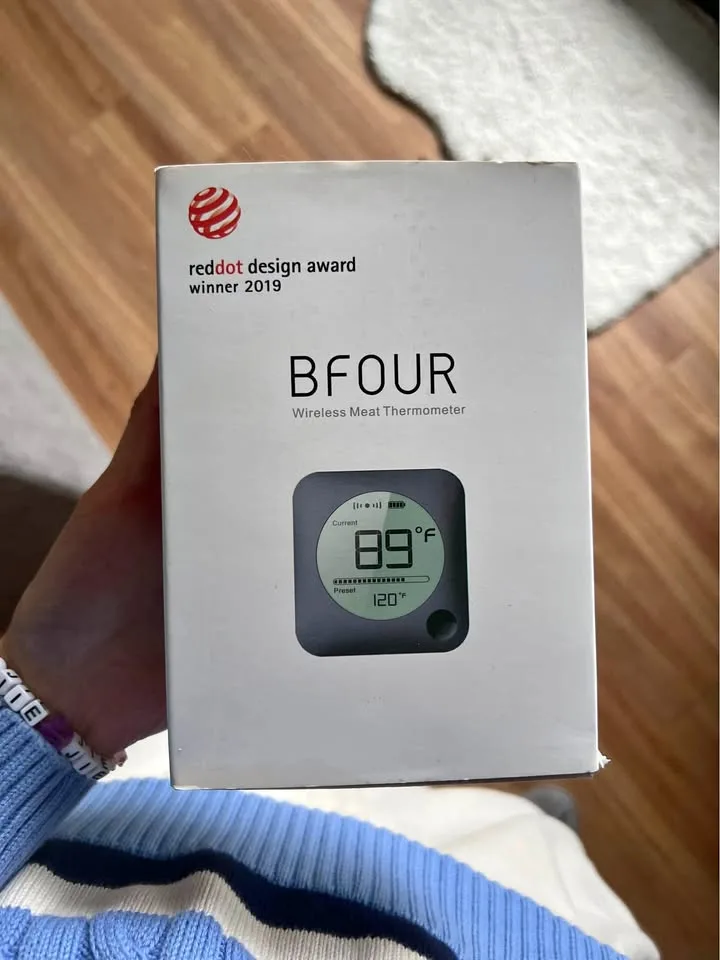 reddot design award
winner 2019
BFOUR
Wireless Meat Thermometer
Current
89°F
Preset
120°F